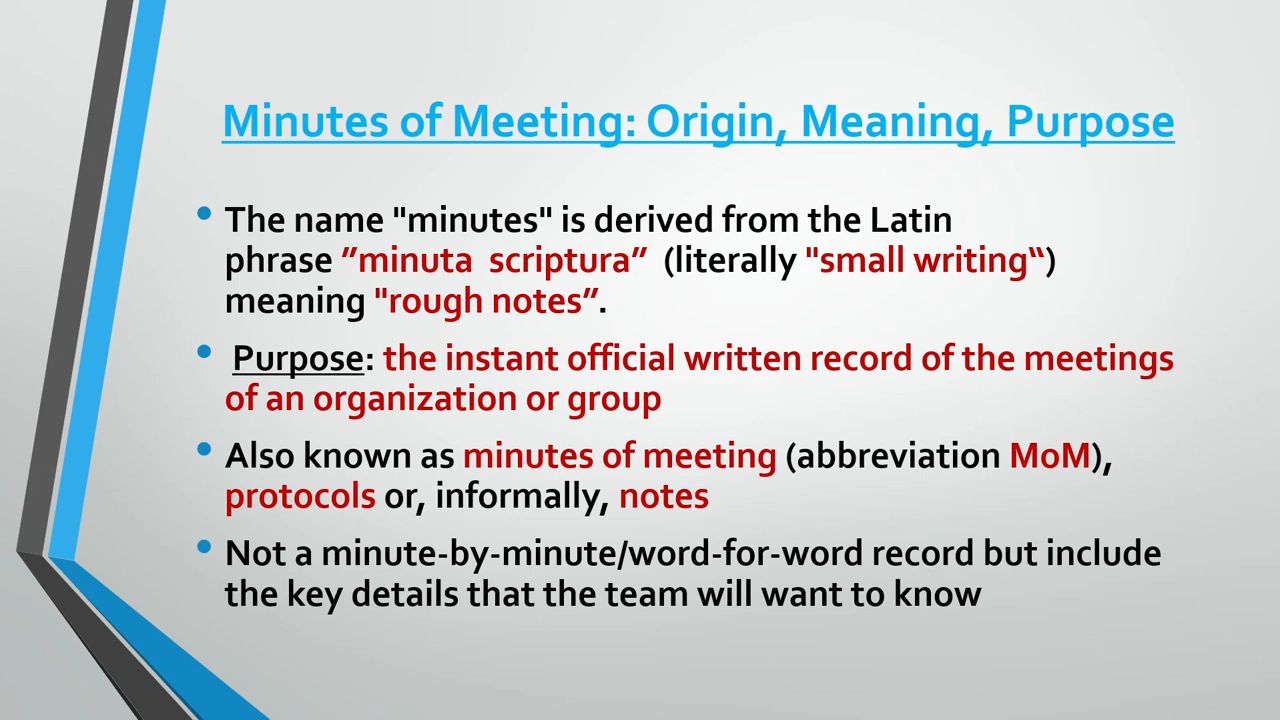 Minutes of Meeting: Origin, Meaning, Purpose
• The name "minutes" is derived from the Latin
phrase ”minuta  scriptura”  (literally "small writing“)
meaning "rough notes”.
•  Purpose: the instant official written record of the meetings
of an organization or group
• Also known as minutes of meeting (abbreviation MoM),
protocols or, informally, notes
• Not a minute-by-minute/word-for-word record but include
the key details that the team will want to know